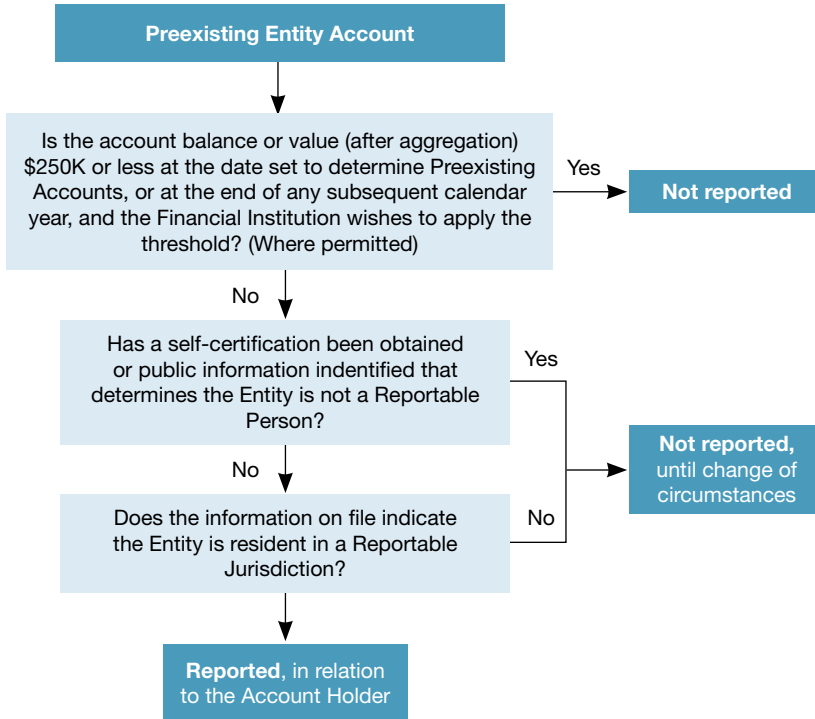 Preexisting Entity Account
Is the account balance or value (after aggregation)
$250K or less at the date set to determine Preexisting
Accounts, or at the end of any subsequent calendar
year, and the Financial Institution wishes to apply the
threshold? (Where permitted)
Yes
Not reported
No
Has a self-certification been obtained
or public information indentified that
determines the Entity is not a Reportable
Person?
Yes
Not reported,
until change of
circumstances
No
Does the information on file indicate
the Entity is resident in a Reportable
Jurisdiction?
No
Reported, in relation
to the Account Holder